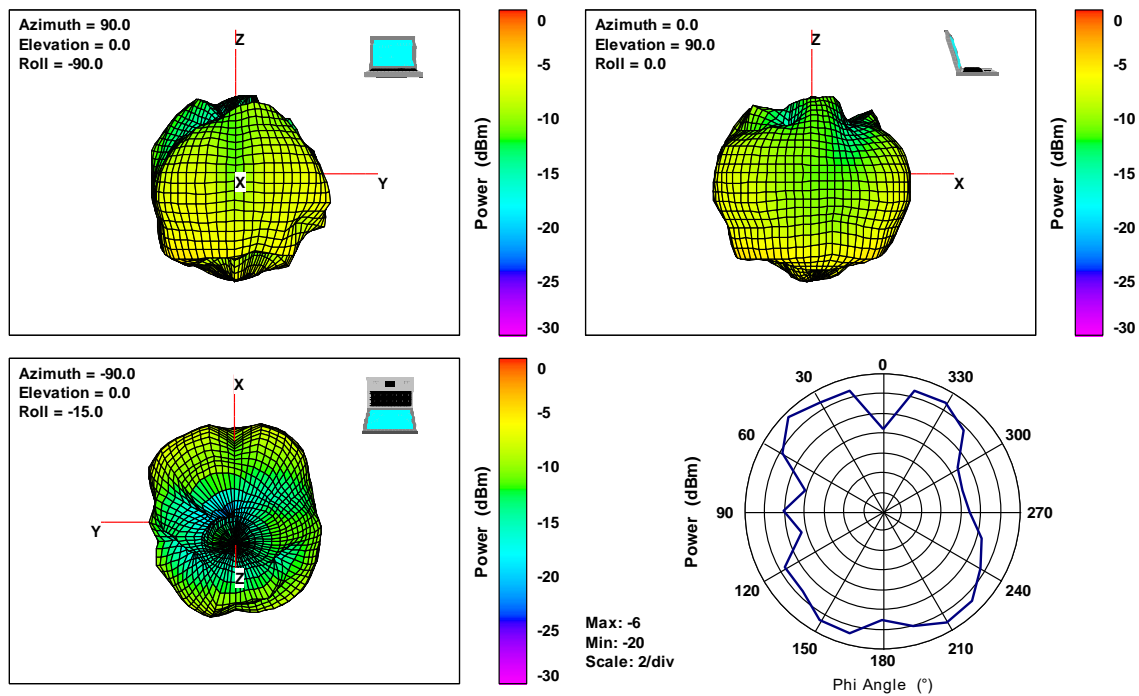 Azimuth = 90.0
Elevation = 0.0
Roll = -90.0
Z
X
Y
Power (dBm)
0
-5
-10
-15
-20
-25
-30
Azimuth = 0.0
Elevation = 90.0
Roll = 0.0
Z
X
Power (dBm)
0
-5
-10
-15
-20
-25
-30
Azimuth = -90.0
Elevation = 0.0
Roll = -15.0
X
Y
Z
Power (dBm)
0
-5
-10
-15
-20
-25
-30
0
30
330
60
300
90
270
120
240
150
210
180
Power (dBm)
Max: -6
Min: -20
Scale: 2/div
Phi Angle (°)